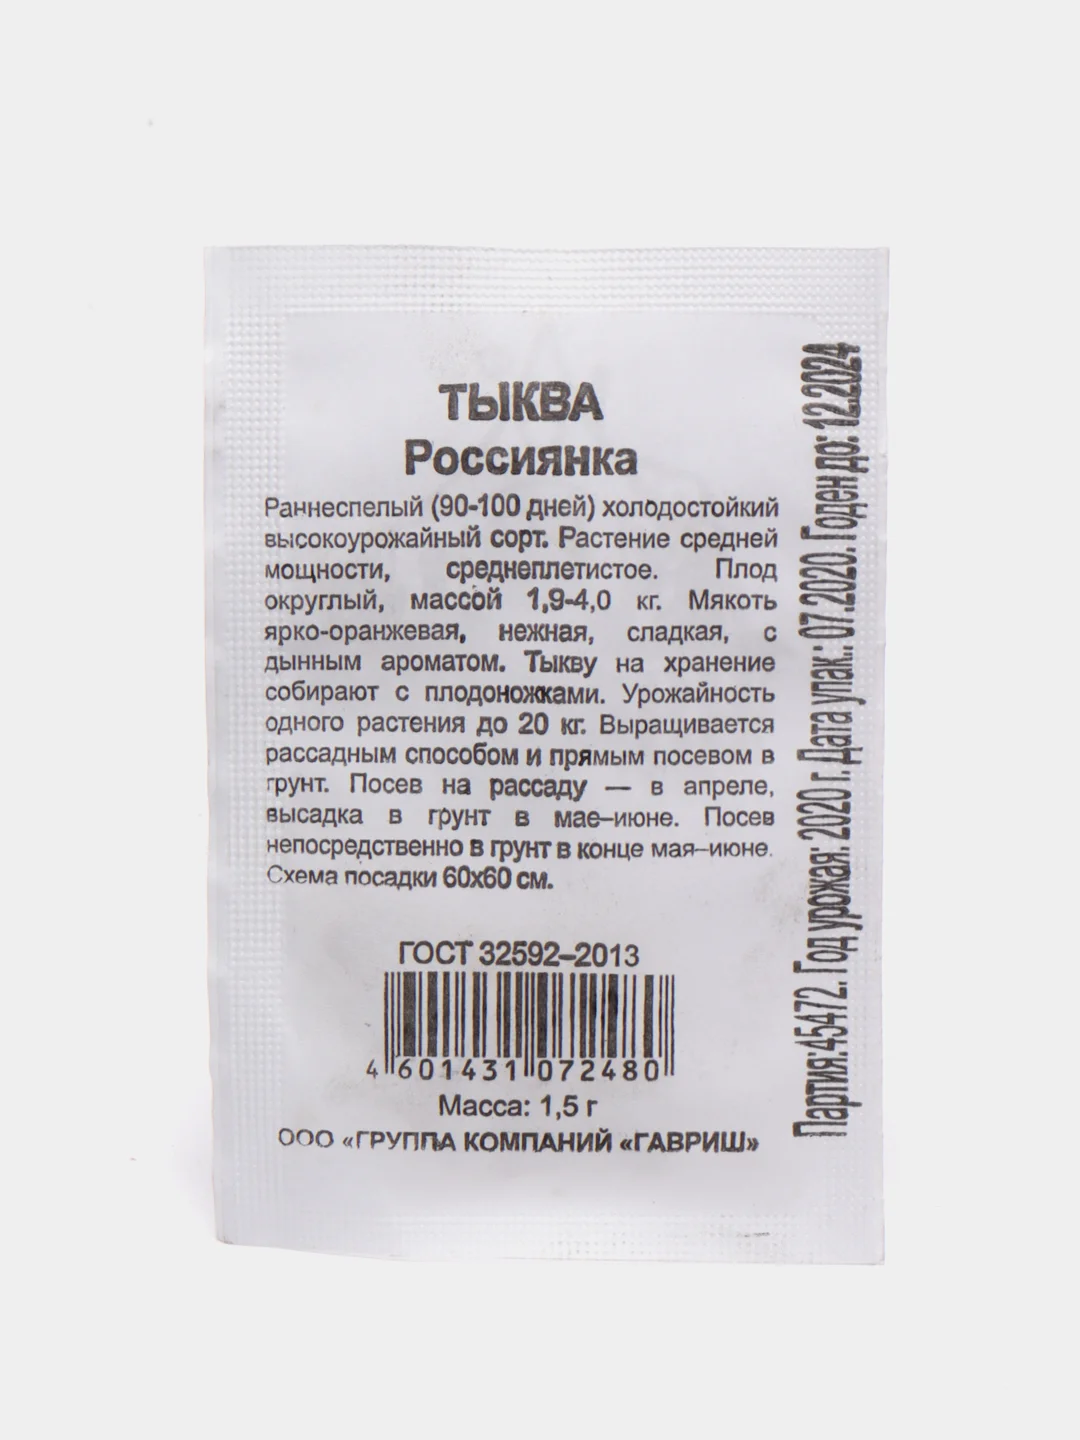 ТЫКВА
Россиянка
Раннеспелый (90-100 дней) холодостойкий
высокоурожайный сорт. Растение средней
мощности, среднеплетистое. Плод
округлый, массой 1,9-4,0 кг. Мякоть
ярко-оранжевая, нежная, сладкая, с
дынным ароматом. Тыкву на хранение
собирают с плодоножками. Урожайность
одного растения до 20 кг. Выращивается
рассадным способом и прямым посевом в
грунт. Посев на рассаду — в апреле,
высадка в грунт в мае–июне. Посев
непосредственно в грунт в конце мая–июне.
Схема посадки 60х60 см.
ГОСТ 32592–2013
4 601431 072480
Масса: 1,5 г
ООО «ГРУППА КОМПАНИЙ «ГАВРИШ»
Партия:45472. Год урожая: 2020 г. Дата упак.: 07.2020. Годен до: 12.2024